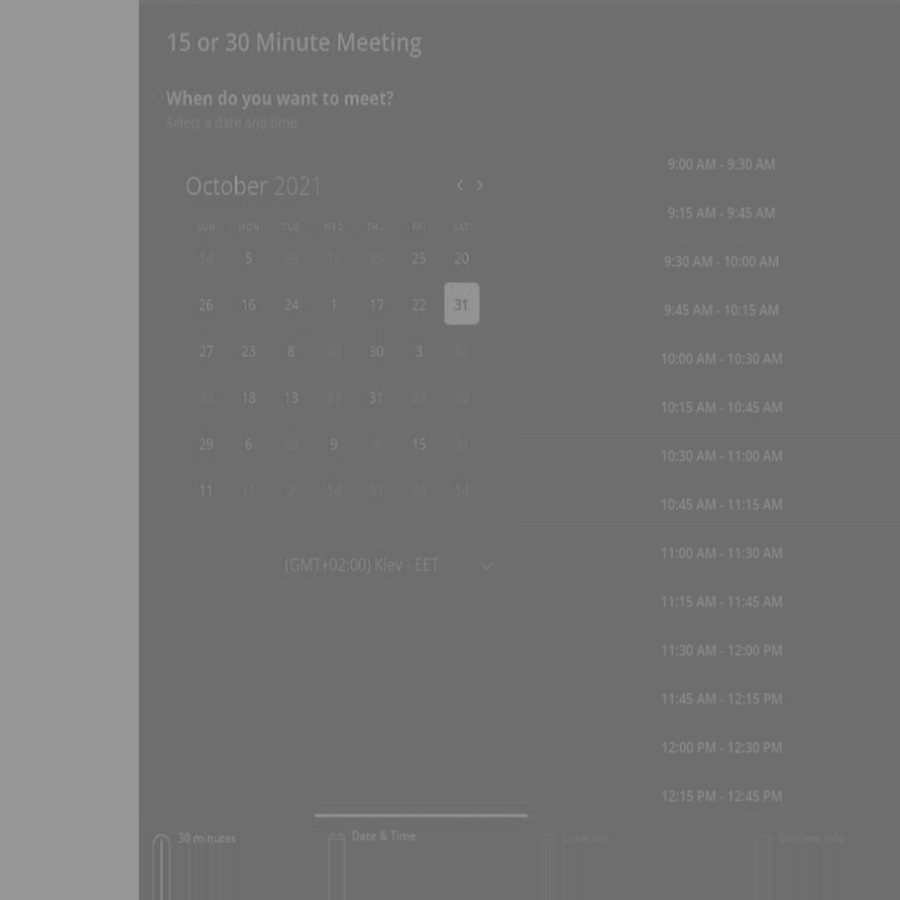 15 or 30 Minute Meeting
When do you want to meet?
Select a date and time
October 2021
SUN MON TUE WED THU FRI SAT
14 5 29 12 25 20
26 16 24 1 17 22 31
27 23 8 20 30 3 12
22 18 13 27 31 24 20
29 6 29 9 4 15 31
11 11 2 14 31 24 14
(GMT+02:00) Kiev - EET
9:00 AM - 9:30 AM
9:15 AM - 9:45 AM
9:30 AM - 10:00 AM
9:45 AM - 10:15 AM
10:00 AM - 10:30 AM
10:15 AM - 10:45 AM
10:30 AM - 11:00 AM
10:45 AM - 11:15 AM
11:00 AM - 11:30 AM
11:15 AM - 11:45 AM
11:30 AM - 12:00 PM
11:45 AM - 12:15 PM
12:00 PM - 12:30 PM
12:15 PM - 12:45 PM
30 minutes
Date & Time
Location
Confirm Info